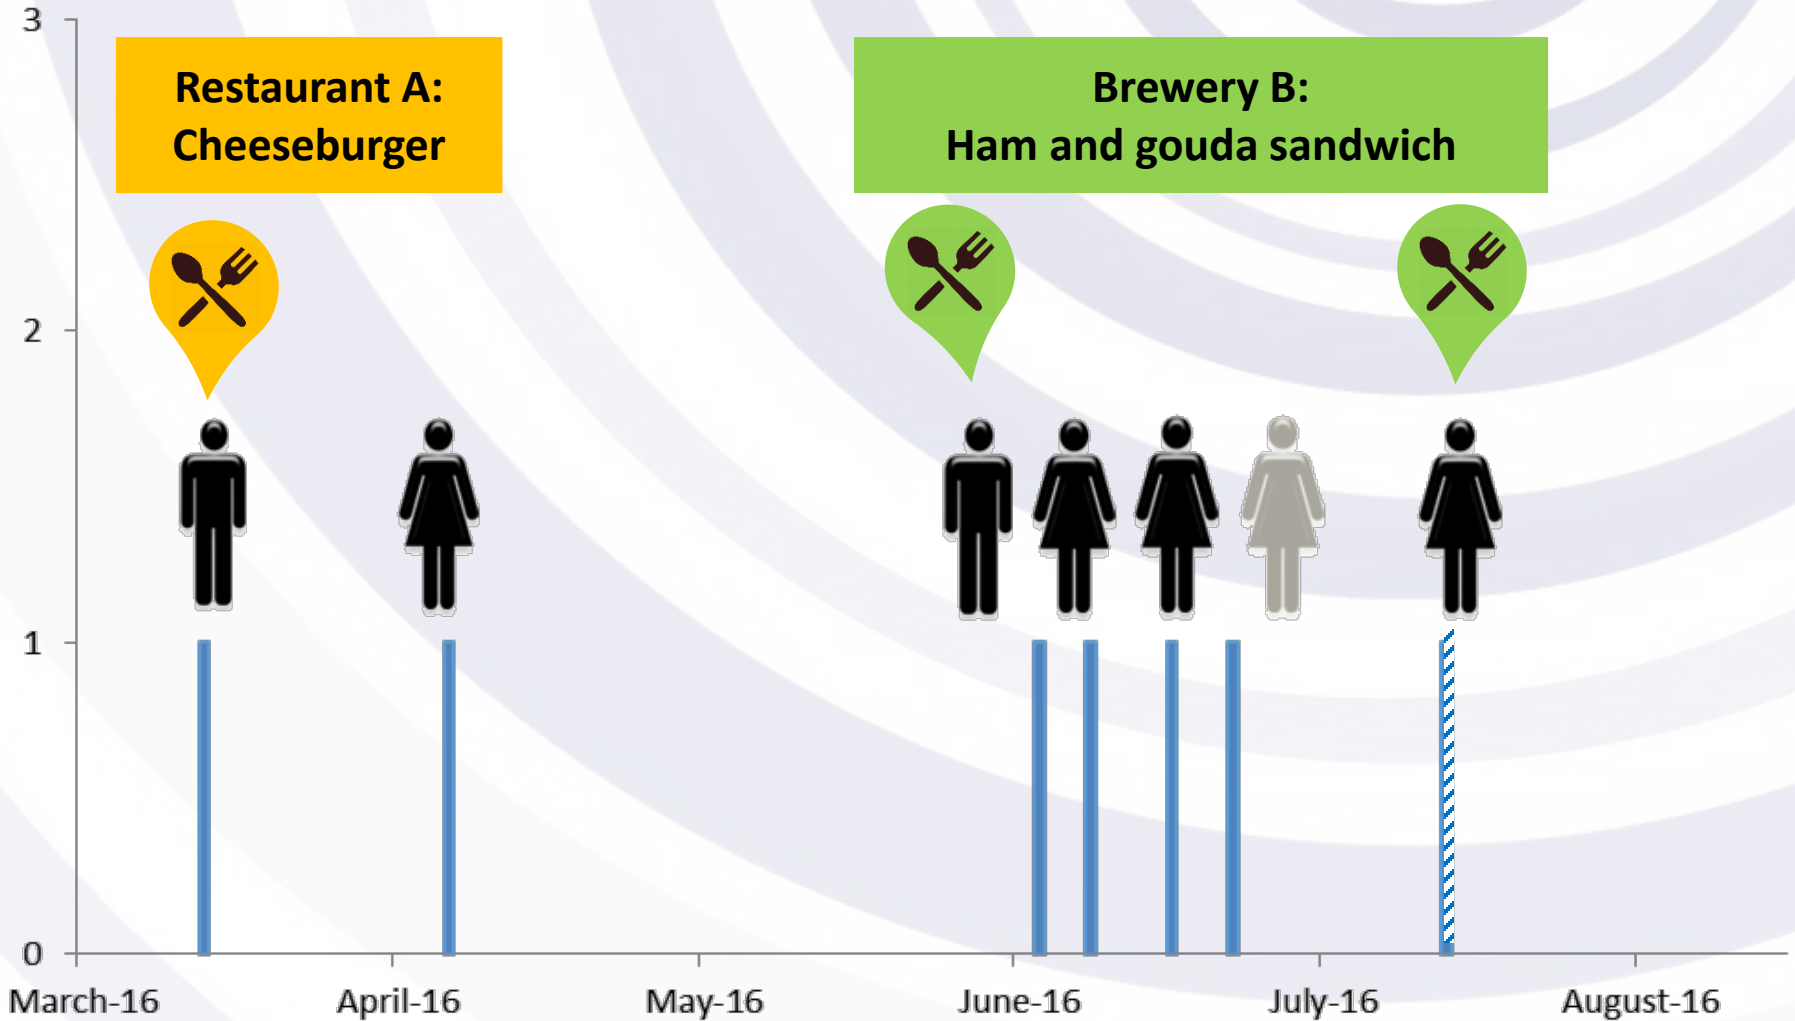 3
Restaurant A:
Cheeseburger
Brewery B:
Ham and gouda sandwich
2
1
0
March-16 April-16 May-16 June-16 July-16 August-16